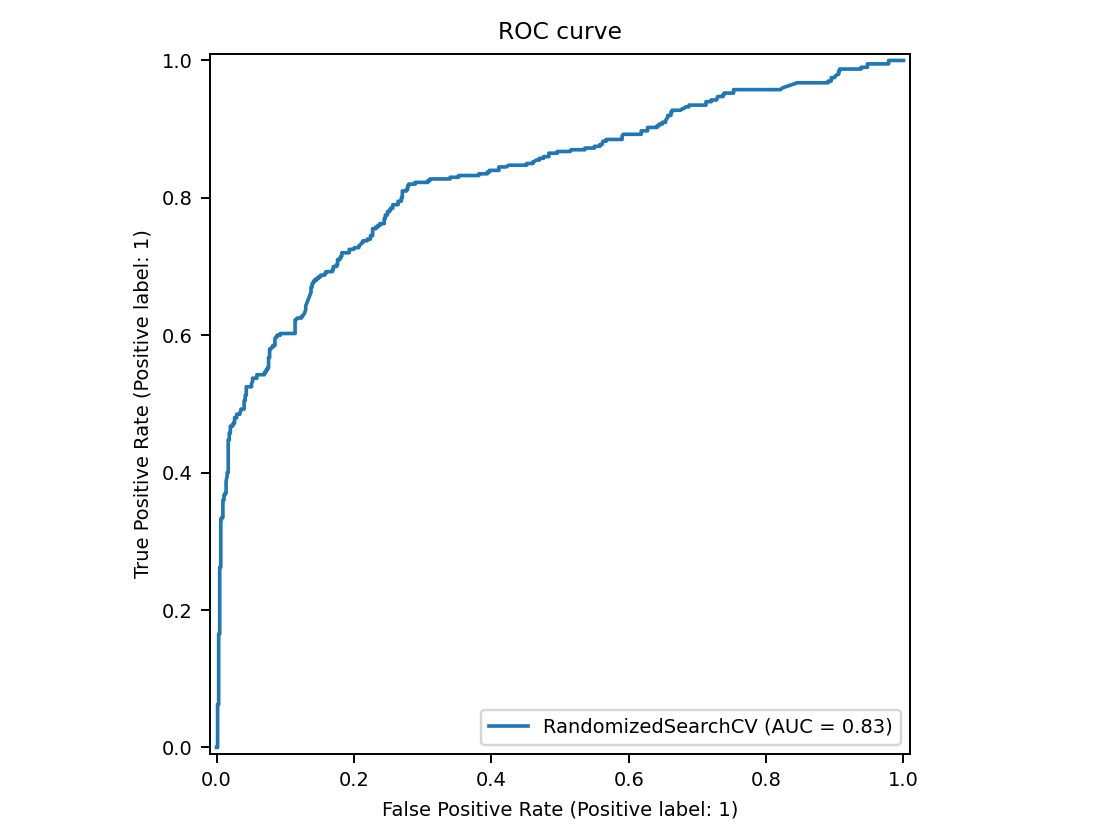 ROC curve
1.0
0.8
0.6
0.4
0.2
0.0
True Positive Rate (Positive label: 1)
RandomizedSearchCV (AUC = 0.83)
0.0 0.2 0.4 0.6 0.8 1.0
False Positive Rate (Positive label: 1)